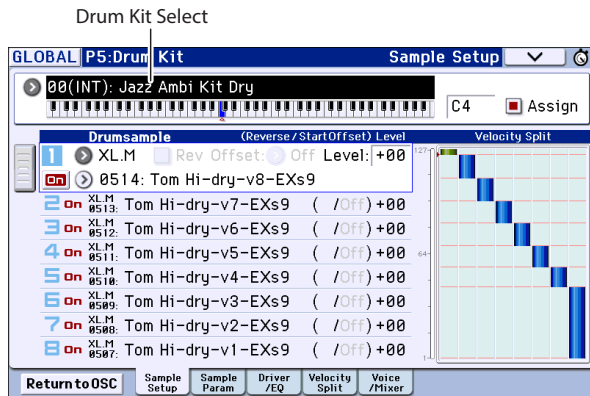 Drum Kit Select
GLOBAL P5:Drum Kit Sample Setup
00(INT): Jazz Ambi Kit Dry
C4 Assign
Drumsample (Reverse/StartOffset) Level Velocity Split
1 XL.M Rev Offset: Off Level: +00 127
On 0514: Tom Hi-dry-v8-EXs9
2 On XL.M 0513: Tom Hi-dry-v7-EXs9 ( /Off)+00
3 On XL.M 0512: Tom Hi-dry-v6-EXs9 ( /Off)+00
4 On XL.M 0511: Tom Hi-dry-v5-EXs9 ( /Off)+00 64
5 On XL.M 0510: Tom Hi-dry-v4-EXs9 ( /Off)+00
6 On XL.M 0509: Tom Hi-dry-v3-EXs9 ( /Off)+00
7 On XL.M 0508: Tom Hi-dry-v2-EXs9 ( /Off)+00
8 On XL.M 0507: Tom Hi-dry-v1-EXs9 ( /Off)+00 1
Return to OSC Sample Setup Sample Param Driver /EQ Velocity Split Voice /Mixer